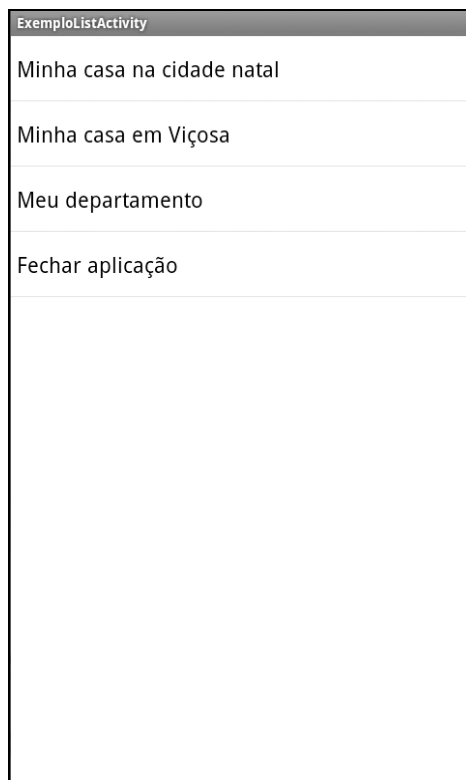 ExemploListActivity
Minha casa na cidade natal
Minha casa em Viçosa
Meu departamento
Fechar aplicação